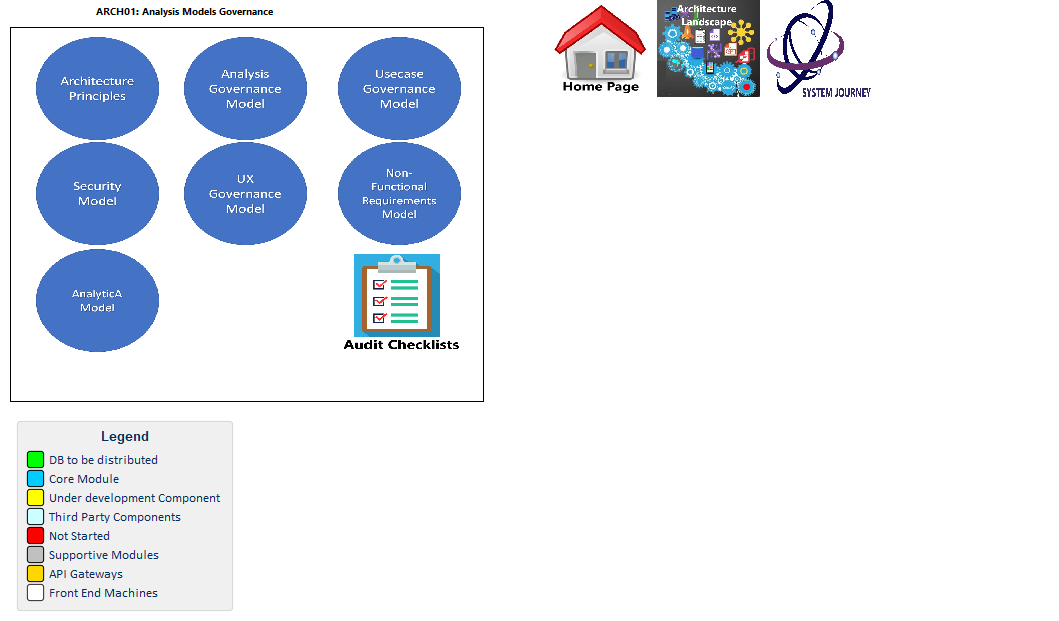 ARCH01: Analysis Models Governance
Architecture
Principles
Analysis
Governance
Model
Usecase
Governance
Model
Security
Model
UX
Governance
Model
Non-
Functional
Requirements
Model
AnalyticA
Model
Audit Checklists
Home Page
Architecture
Landscape
SYSTEM JOURNEY
Legend
DB to be distributed
Core Module
Under development Component
Third Party Components
Not Started
Supportive Modules
API Gateways
Front End Machines